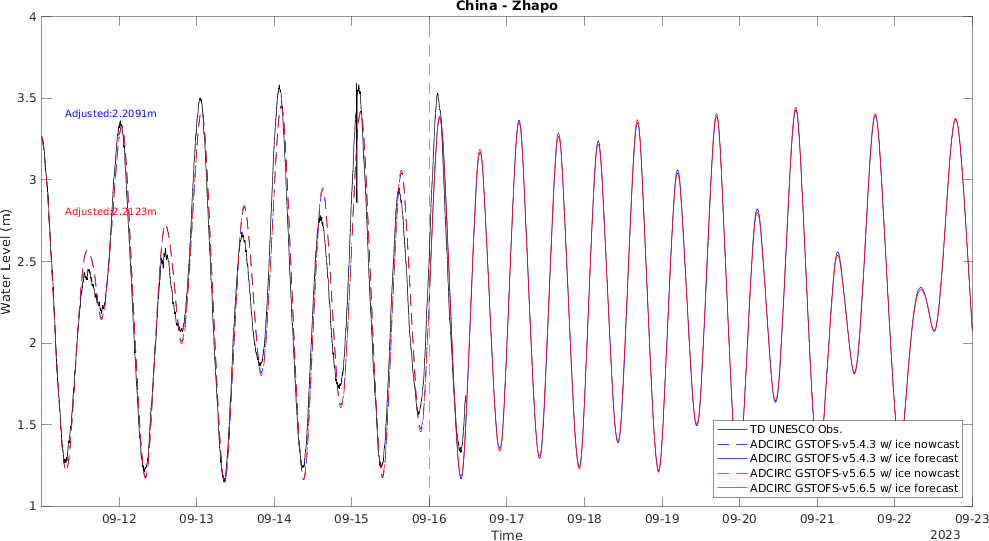 China - Zhapo
4
3.5
3
2.5
2
1.5
1
Water Level (m)
Adjusted:2.2091m
Adjusted:2.2123m
TD UNESCO Obs.
ADCIRC GSTOFS-v5.4.3 w/ ice nowcast
ADCIRC GSTOFS-v5.4.3 w/ ice forecast
ADCIRC GSTOFS-v5.6.5 w/ ice nowcast
ADCIRC GSTOFS-v5.6.5 w/ ice forecast
09-12 09-13 09-14 09-15 09-16 09-17 09-18 09-19 09-20 09-21 09-22 09-23
Time
2023